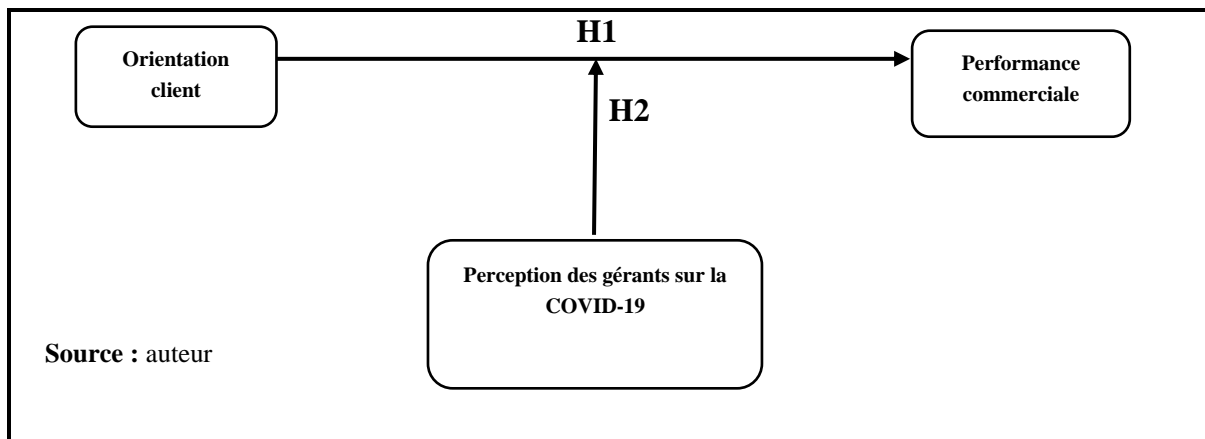 H1
Orientation
client
Performance
commerciale
H2
Perception des gérants sur la
COVID-19
Source : auteur